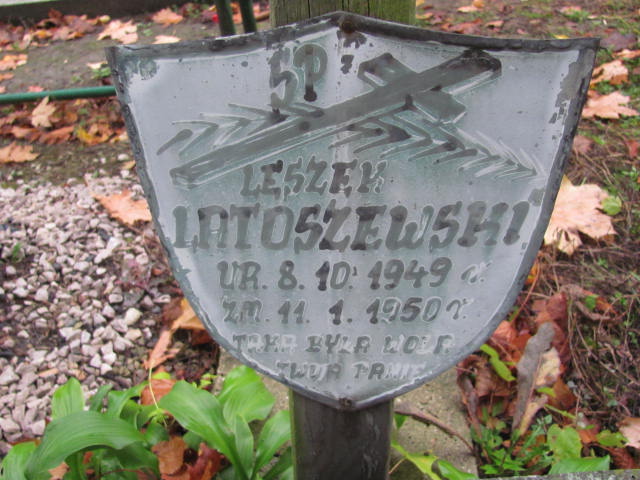 ŚP
LESZEK
LATOSZEWSKI
UR. 8. 10. 1949 r.
ZM. 11. 1. 1950 r.
TAKA BYŁA WOLA
TWOJA PANIE